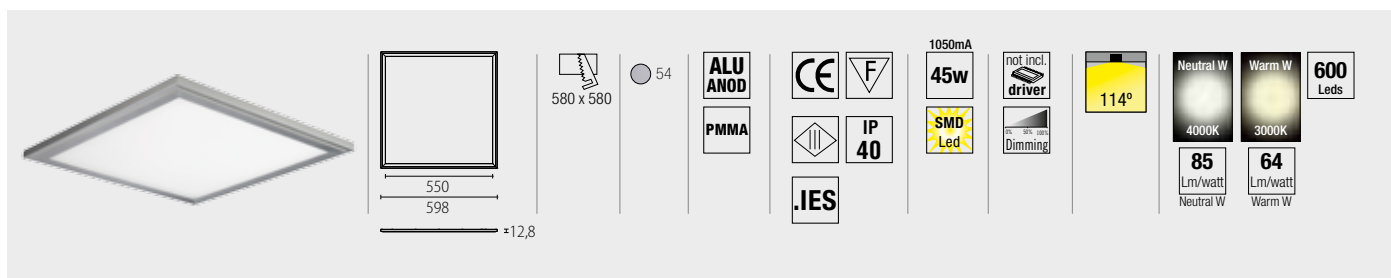 550
598
12,8
580 x 580
54
ALU
ANOD
PMMA
CE
F
III
IP
40
.IES
1050mA
45w
SMD
Led
not incl.
driver
0% 50% 100%
Dimming
114º
Neutral W
4000K
85
Lm/watt
Neutral W
Warm W
3000K
64
Lm/watt
Warm W
600
Leds